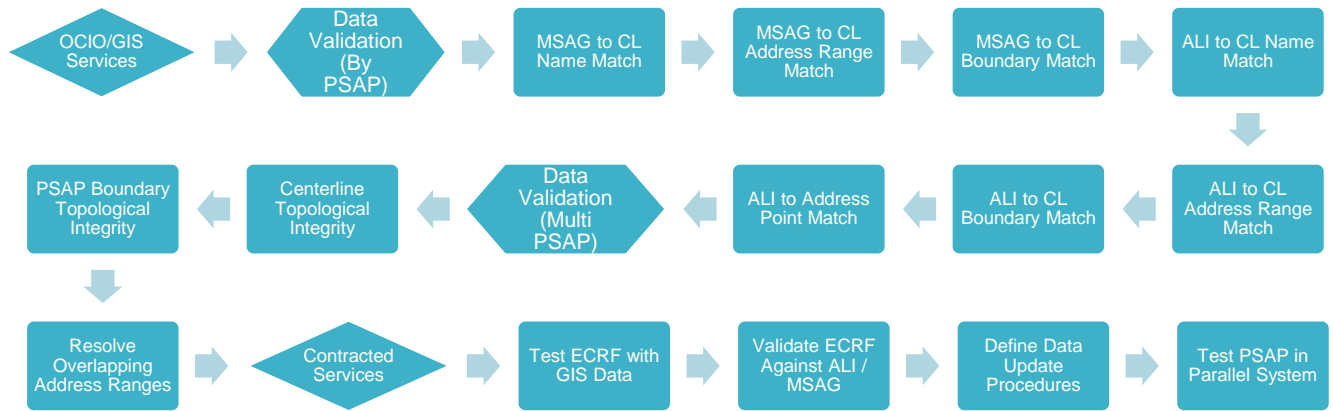 OCIO/GIS
Services
Data
Validation
(By
PSAP)
MSAG to CL
Name Match
MSAG to CL
Address Range
Match
MSAG to CL
Boundary Match
ALI to CL Name
Match
ALI to CL
Address Range
Match
ALI to CL
Boundary Match
ALI to Address
Point Match
Data
Validation
(Multi
PSAP)
Centerline
Topological
Integrity
PSAP Boundary
Topological
Integrity
Resolve
Overlapping
Address Ranges
Contracted
Services
Test ECRF with
GIS Data
Validate ECRF
Against ALI /
MSAG
Define Data
Update
Procedures
Test PSAP in
Parallel System